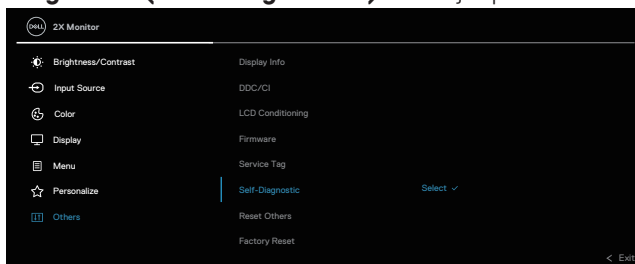 DELL
2X Monitor
Brightness/Contrast
Display Info
Input Source
DDC/CI
Color
LCD Conditioning
Display
Firmware
Menu
Service Tag
Personalize
Self-Diagnostic
Select
Others
Reset Others
Factory Reset
< Exit